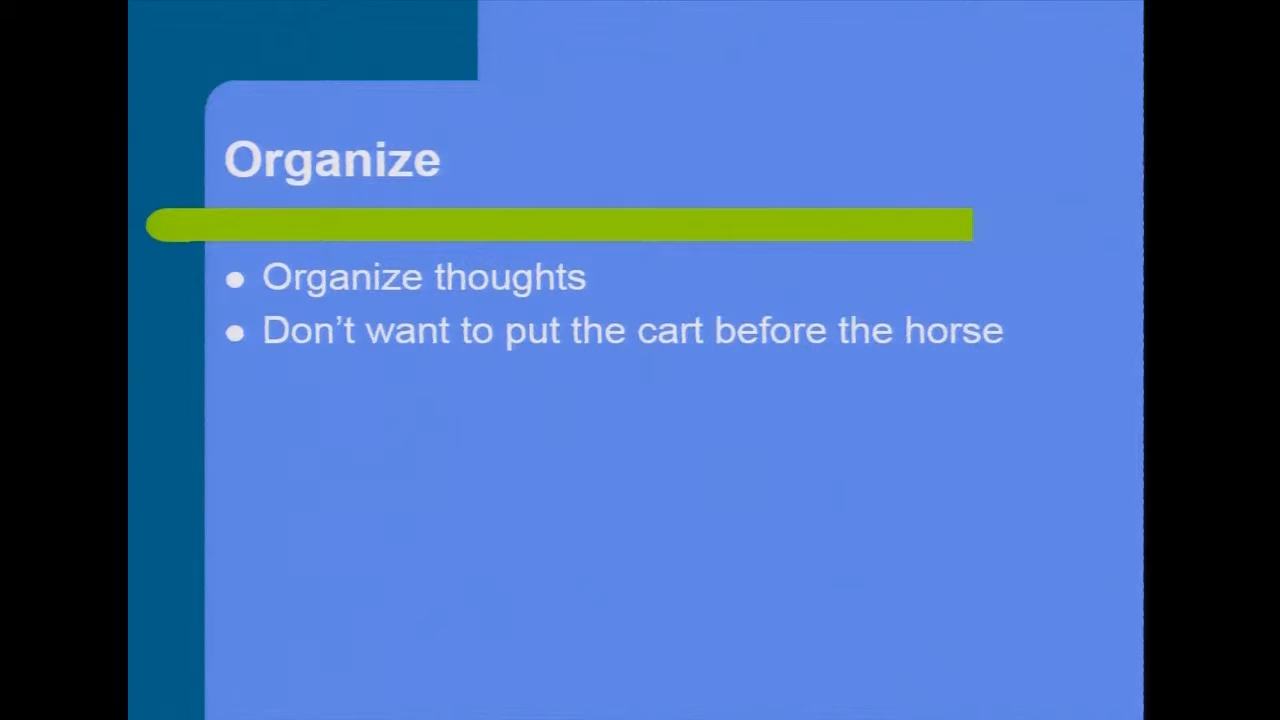 Organize
• Organize thoughts
• Don’t want to put the cart before the horse